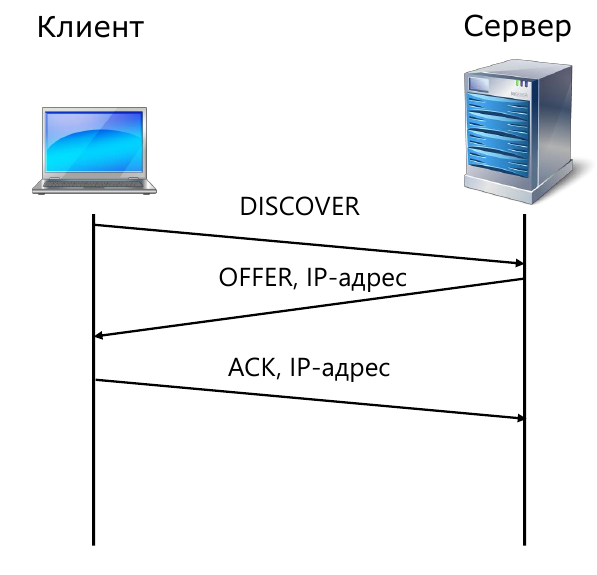 Клиент
Сервер
DISCOVER
OFFER, IP-адрес
ACK, IP-адрес